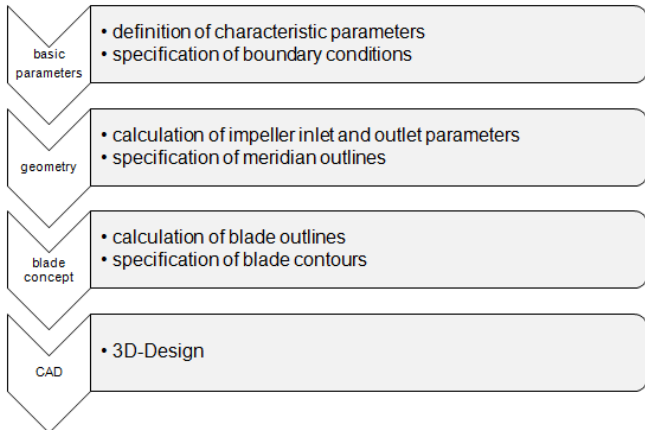 basic
parameters
• definition of characteristic parameters
• specification of boundary conditions
geometry
• calculation of impeller inlet and outlet parameters
• specification of meridian outlines
blade
concept
• calculation of blade outlines
• specification of blade contours
CAD
• 3D-Design